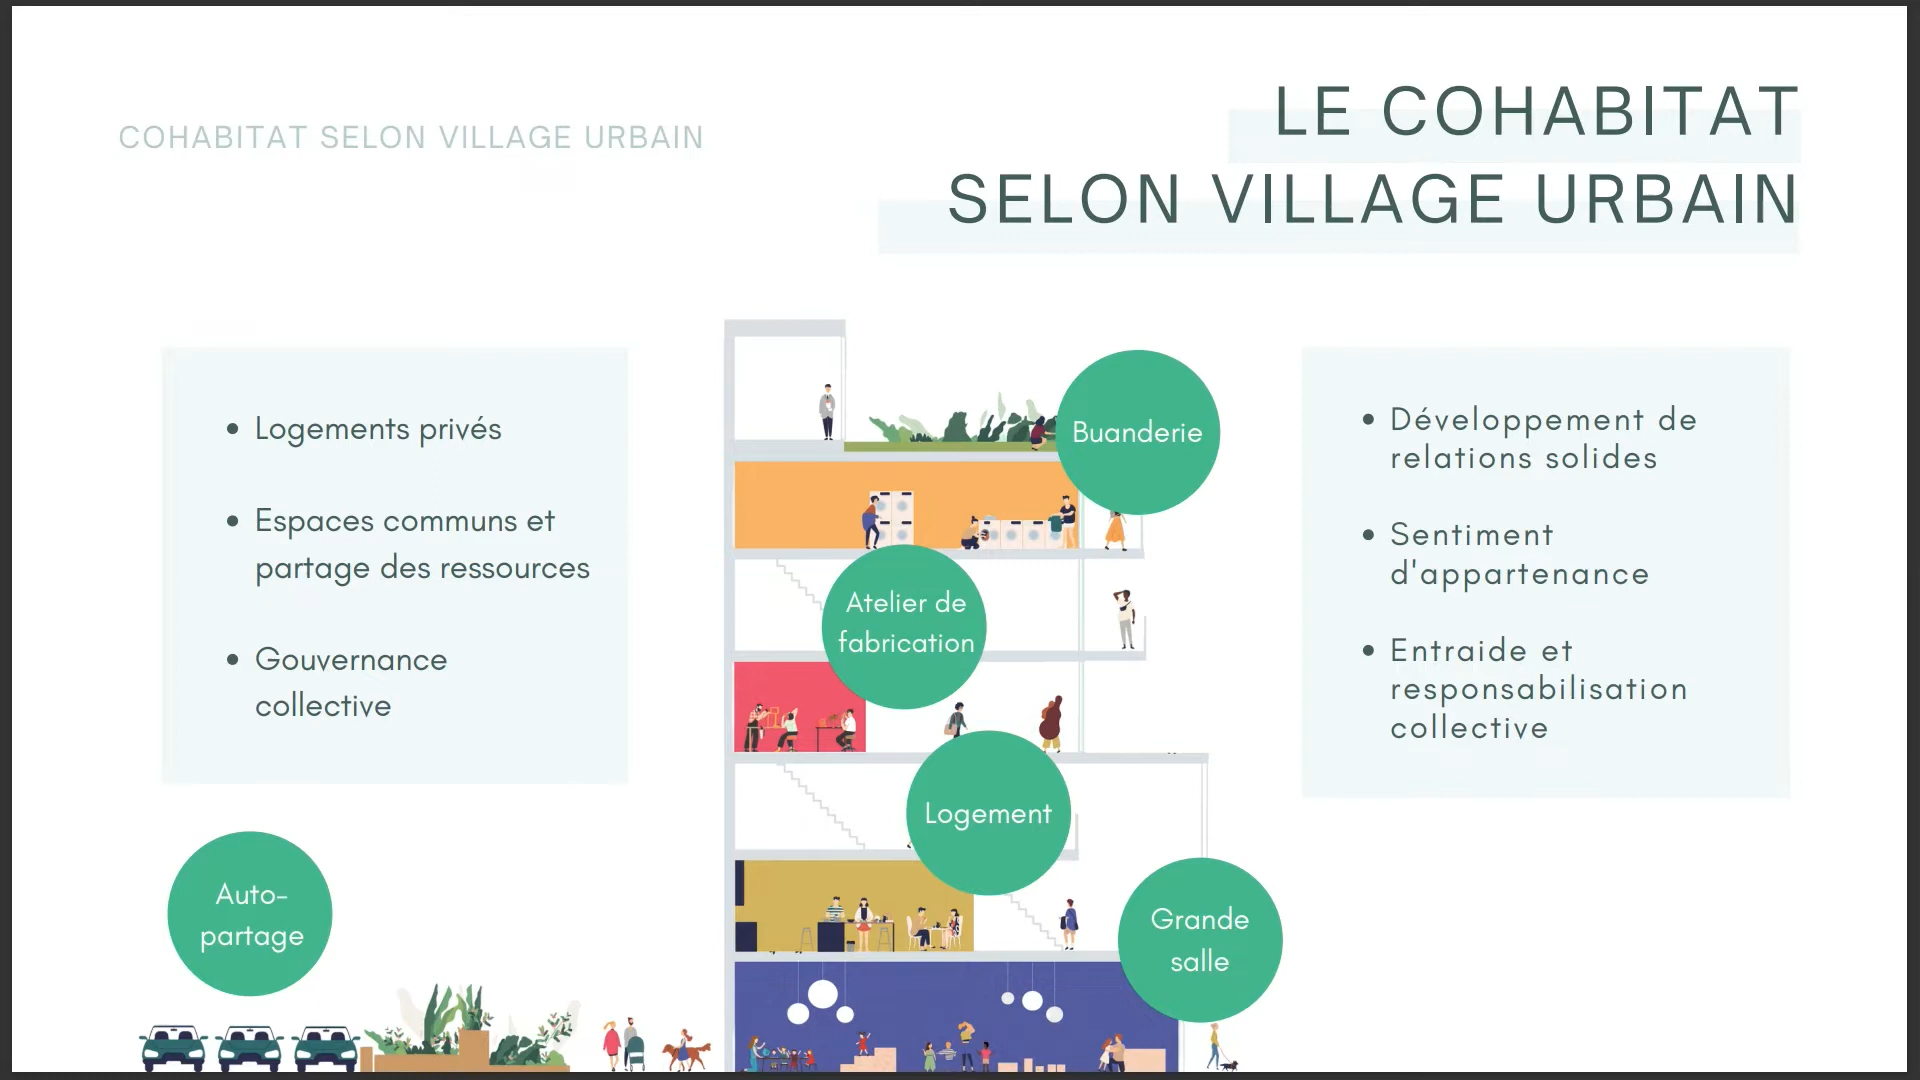 COHABITAT SELON VILLAGE URBAIN
LE COHABITAT
SELON VILLAGE URBAIN
Logements privés
Espaces communs et
partage des ressources
Gouvernance
collective
Buanderie
Atelier de
fabrication
Logement
Grande
salle
Auto-
partage
Développement de
relations solides
Sentiment
d'appartenance
Entraide et
responsabilisation
collective